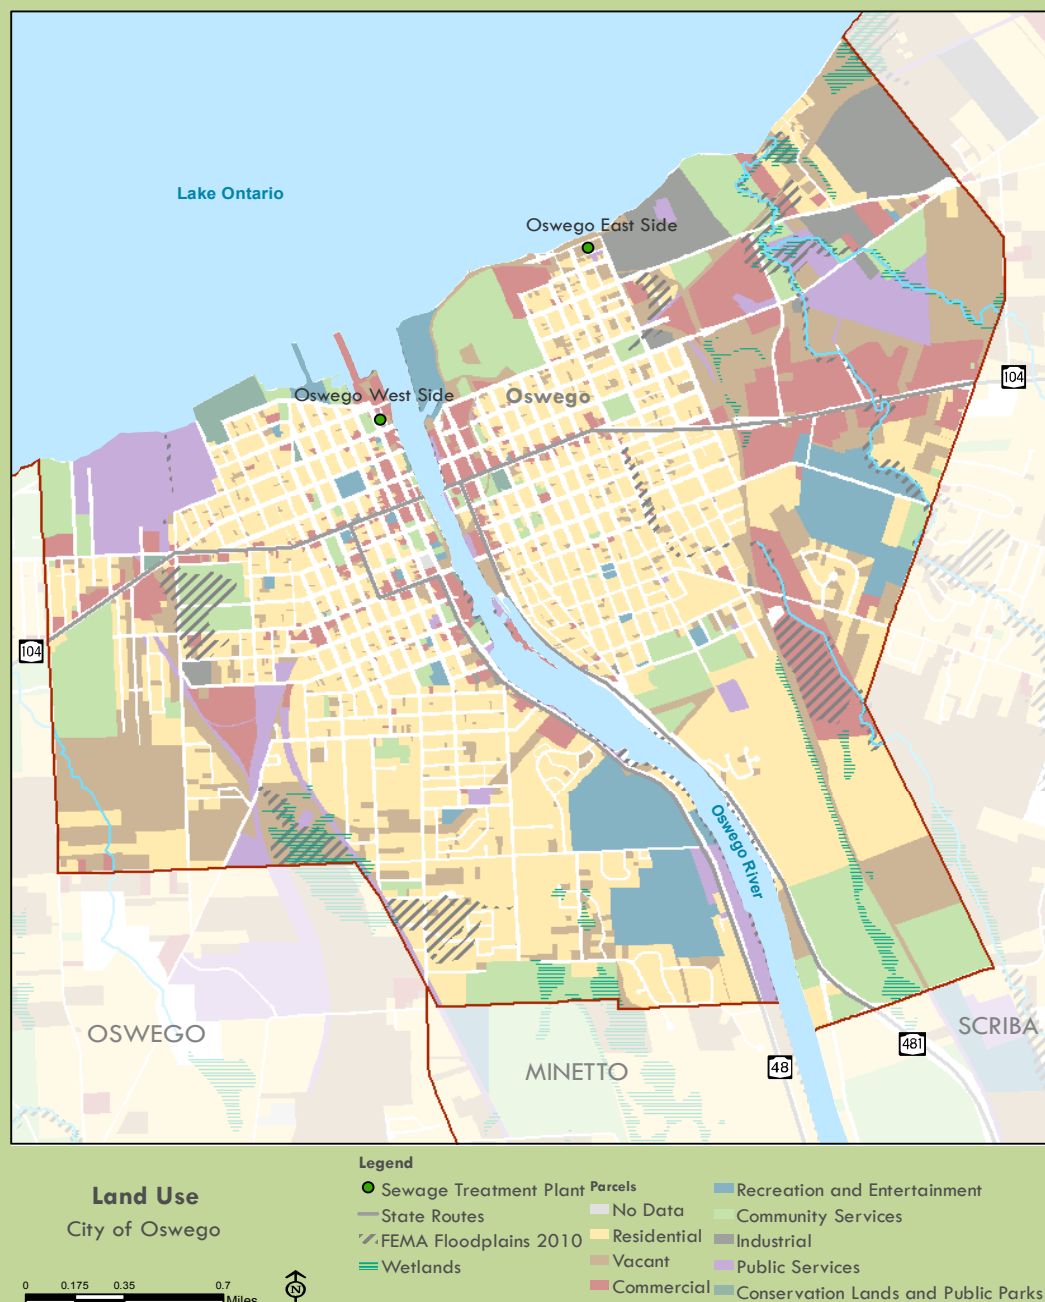 Lake Ontario
Oswego East Side
104
Oswego West Side
Oswego
104
Oswego River
OSWEGO
SCRIBA
481
MINETTO
48
Land Use
City of Oswego
0 0.175 0.35 0.7
Miles
N
Legend
Sewage Treatment Plant
State Routes
FEMA Floodplains 2010
Wetlands
Parcels
No Data
Residential
Vacant
Commercial
Recreation and Entertainment
Community Services
Industrial
Public Services
Conservation Lands and Public Parks